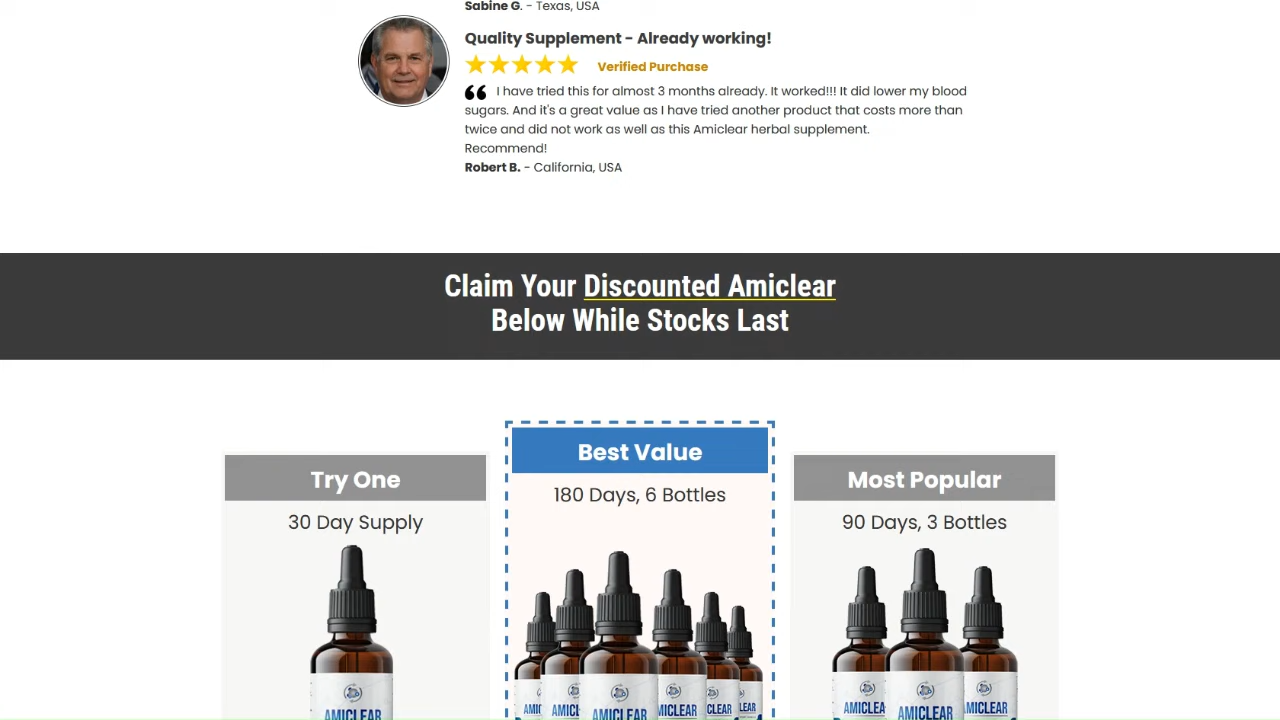 Sabine G. - Texas, USA
Quality Supplement - Already working!
Verified Purchase
I have tried this for almost 3 months already. It worked!!! It did lower my blood
sugars. And it's a great value as I have tried another product that costs more than
twice and did not work as well as this Amiclear herbal supplement.
Recommend!
Robert B. - California, USA
Claim Your Discounted Amiclear
Below While Stocks Last
Try One
30 Day Supply
Best Value
180 Days, 6 Bottles
Most Popular
90 Days, 3 Bottles
AMICLEAR
AMICLEAR
AMICLEAR